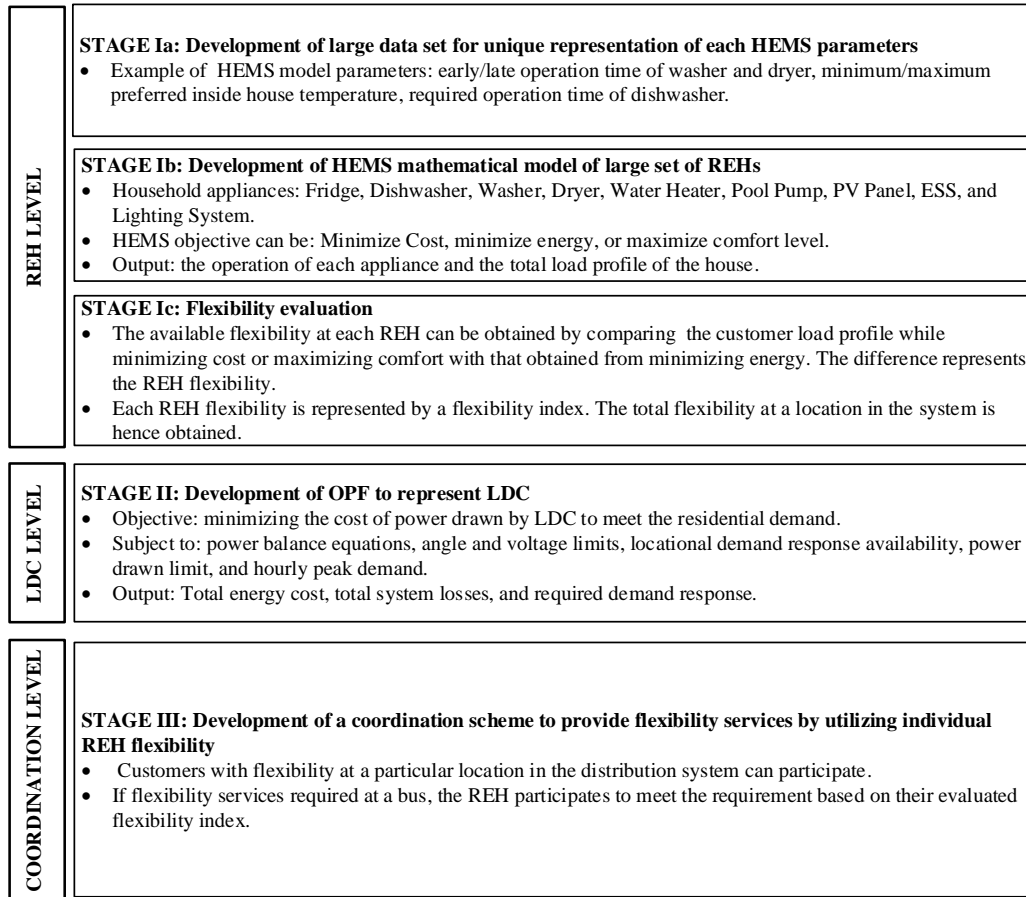 REH LEVEL
STAGE Ia: Development of large data set for unique representation of each HEMS parameters
• Example of HEMS model parameters: early/late operation time of washer and dryer, minimum/maximum
preferred inside house temperature, required operation time of dishwasher.
STAGE Ib: Development of HEMS mathematical model of large set of REHs
• Household appliances: Fridge, Dishwasher, Washer, Dryer, Water Heater, Pool Pump, PV Panel, ESS, and
Lighting System.
• HEMS objective can be: Minimize Cost, minimize energy, or maximize comfort level.
• Output: the operation of each appliance and the total load profile of the house.
STAGE Ic: Flexibility evaluation
• The available flexibility at each REH can be obtained by comparing the customer load profile while
minimizing cost or maximizing comfort with that obtained from minimizing energy. The difference represents
the REH flexibility.
• Each REH flexibility is represented by a flexibility index. The total flexibility at a location in the system is
hence obtained.
LDC LEVEL
STAGE II: Development of OPF to represent LDC
• Objective: minimizing the cost of power drawn by LDC to meet the residential demand.
• Subject to: power balance equations, angle and voltage limits, locational demand response availability, power
drawn limit, and hourly peak demand.
• Output: Total energy cost, total system losses, and required demand response.
COORDINATION LEVEL
STAGE III: Development of a coordination scheme to provide flexibility services by utilizing individual
REH flexibility
• Customers with flexibility at a particular location in the distribution system can participate.
• If flexibility services required at a bus, the REH participates to meet the requirement based on their evaluated
flexibility index.